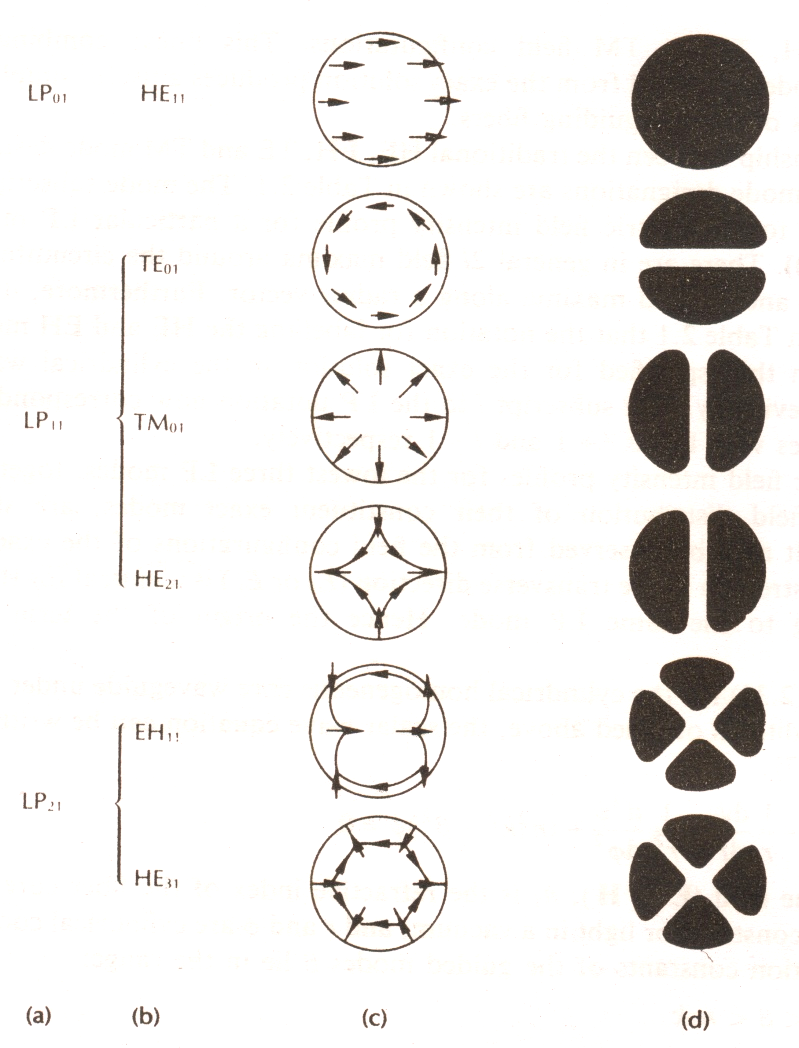 LP₀₁ HE₁₁
TE₀₁
LP₁₁ TM₀₁
HE₂₁
EH₁₁
LP₂₁
HE₃₁
(a) (b) (c) (d)